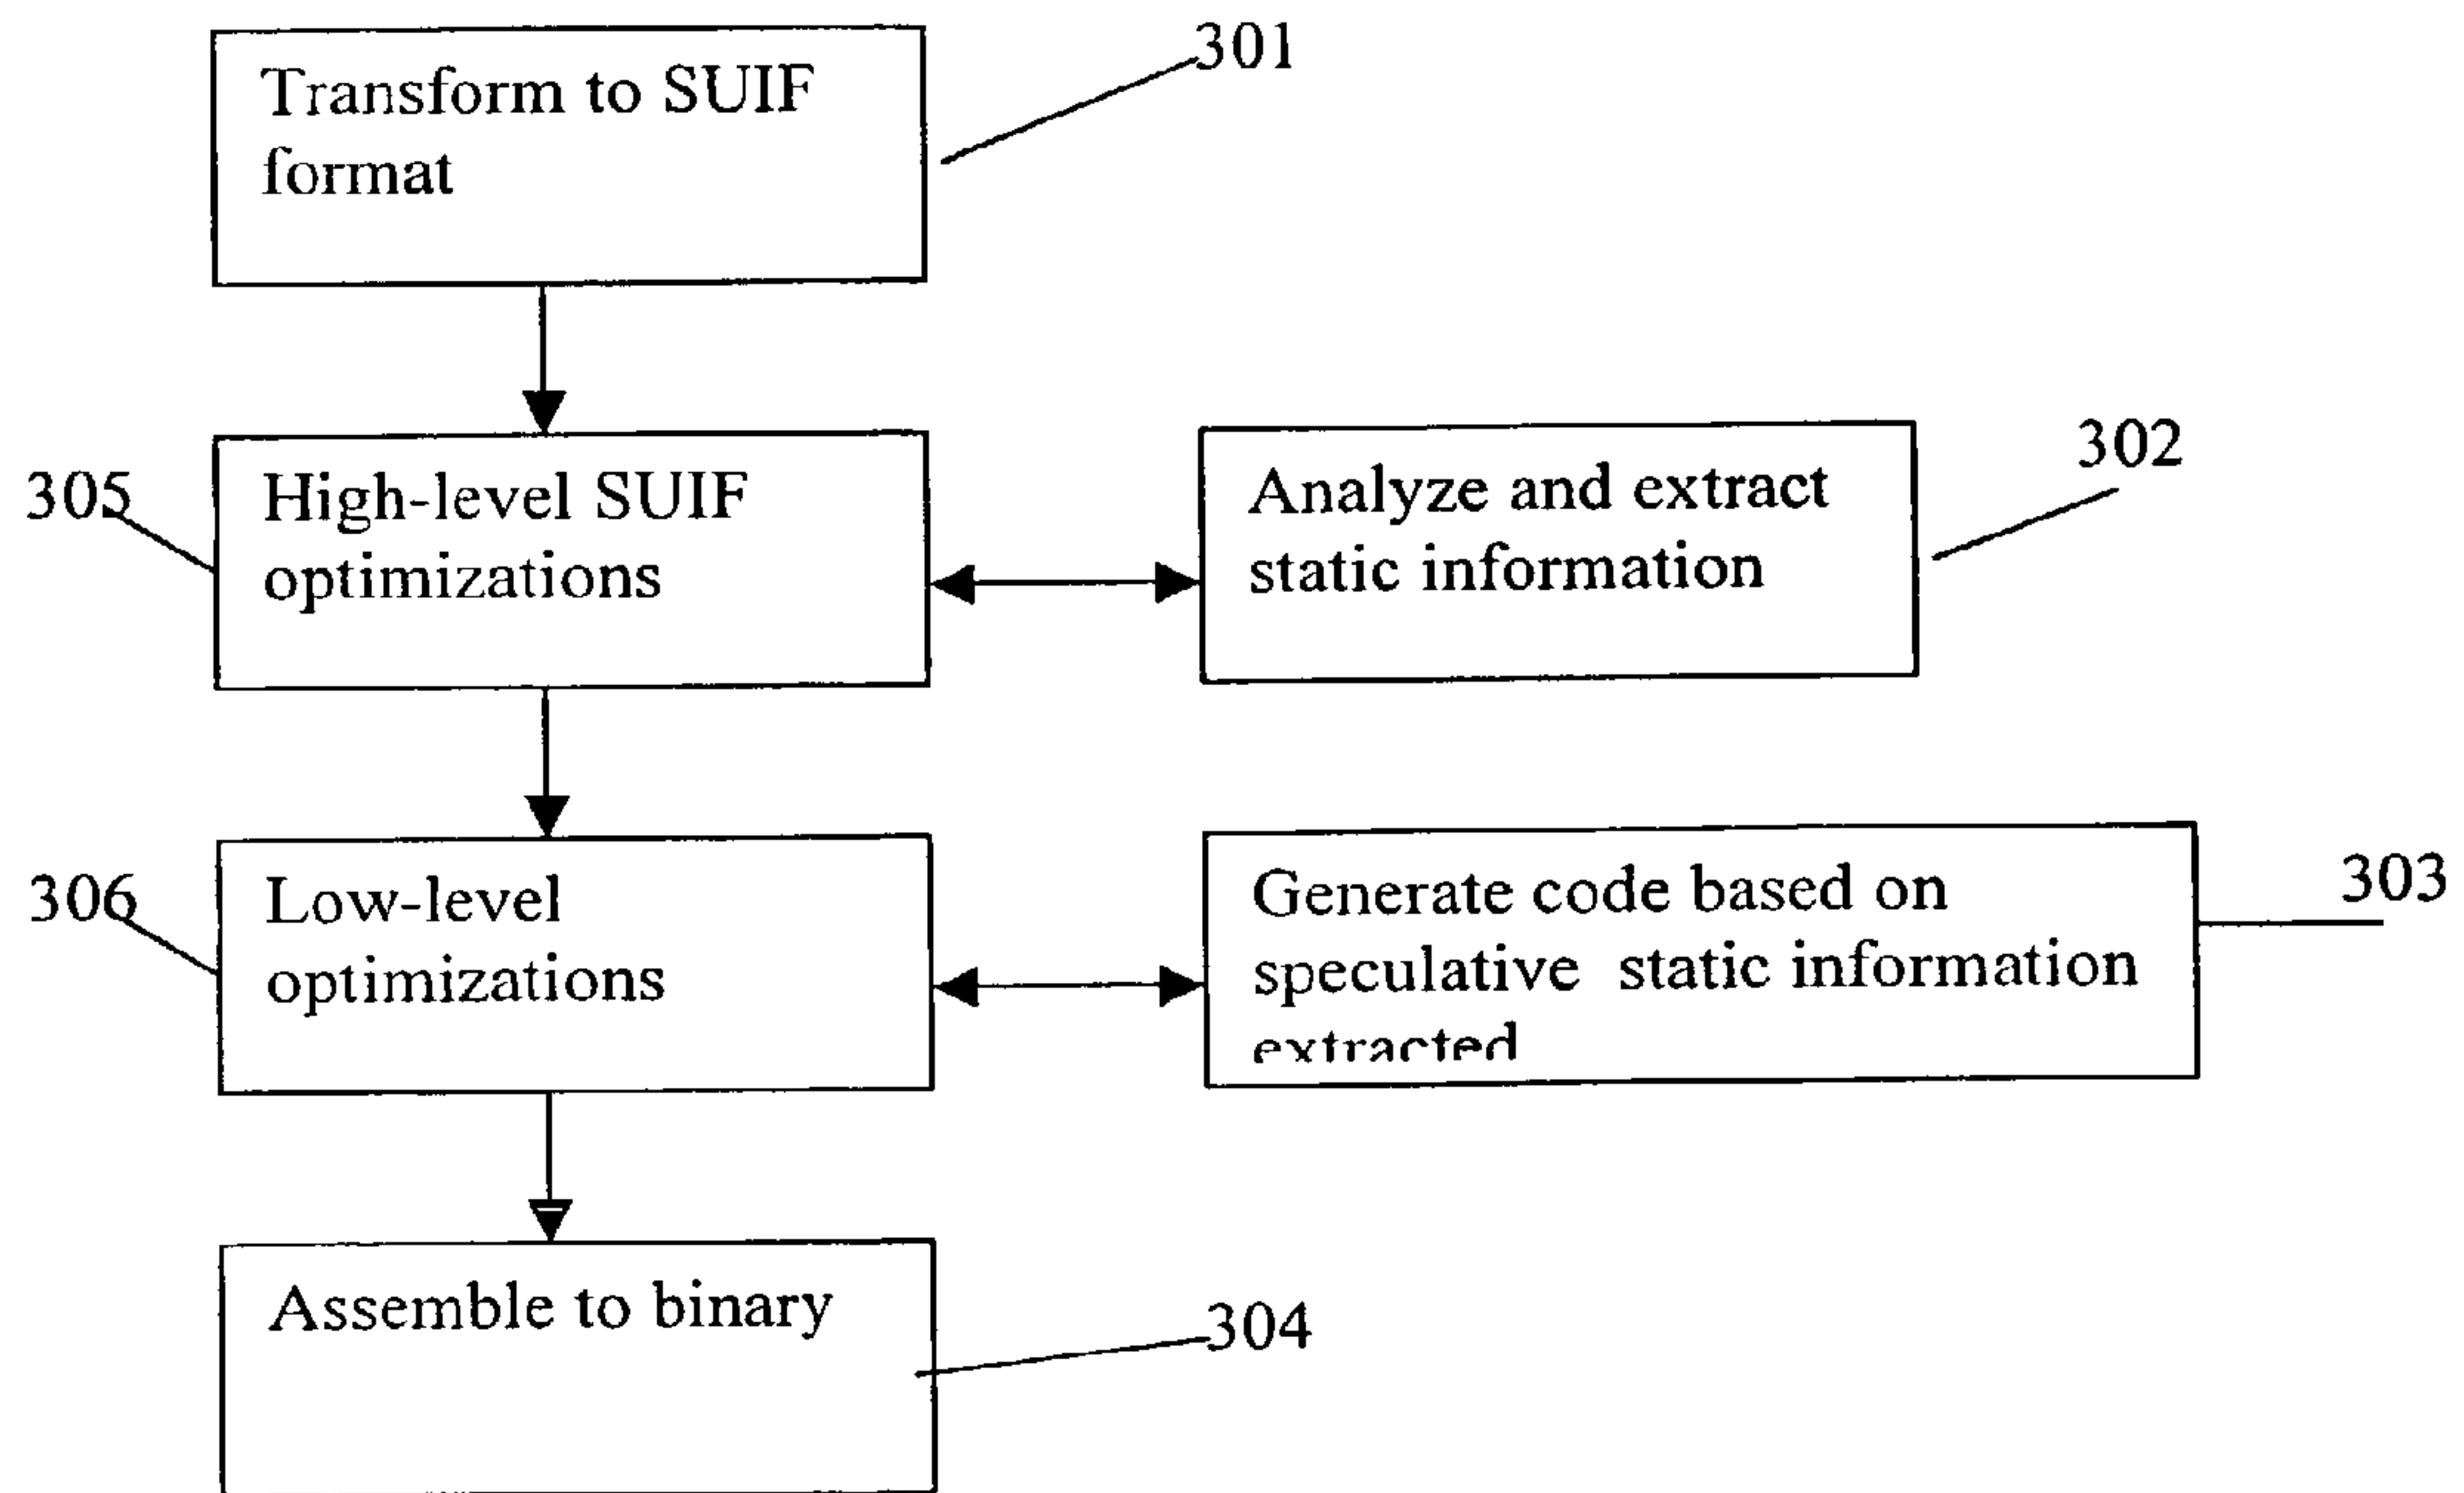 301
Transform to SUIF
format
305
High-level SUIF
optimizations
Analyze and extract
static information
302
306
Low-level
optimizations
Generate code based on
speculative static information
extracted
303
Assemble to binary
304